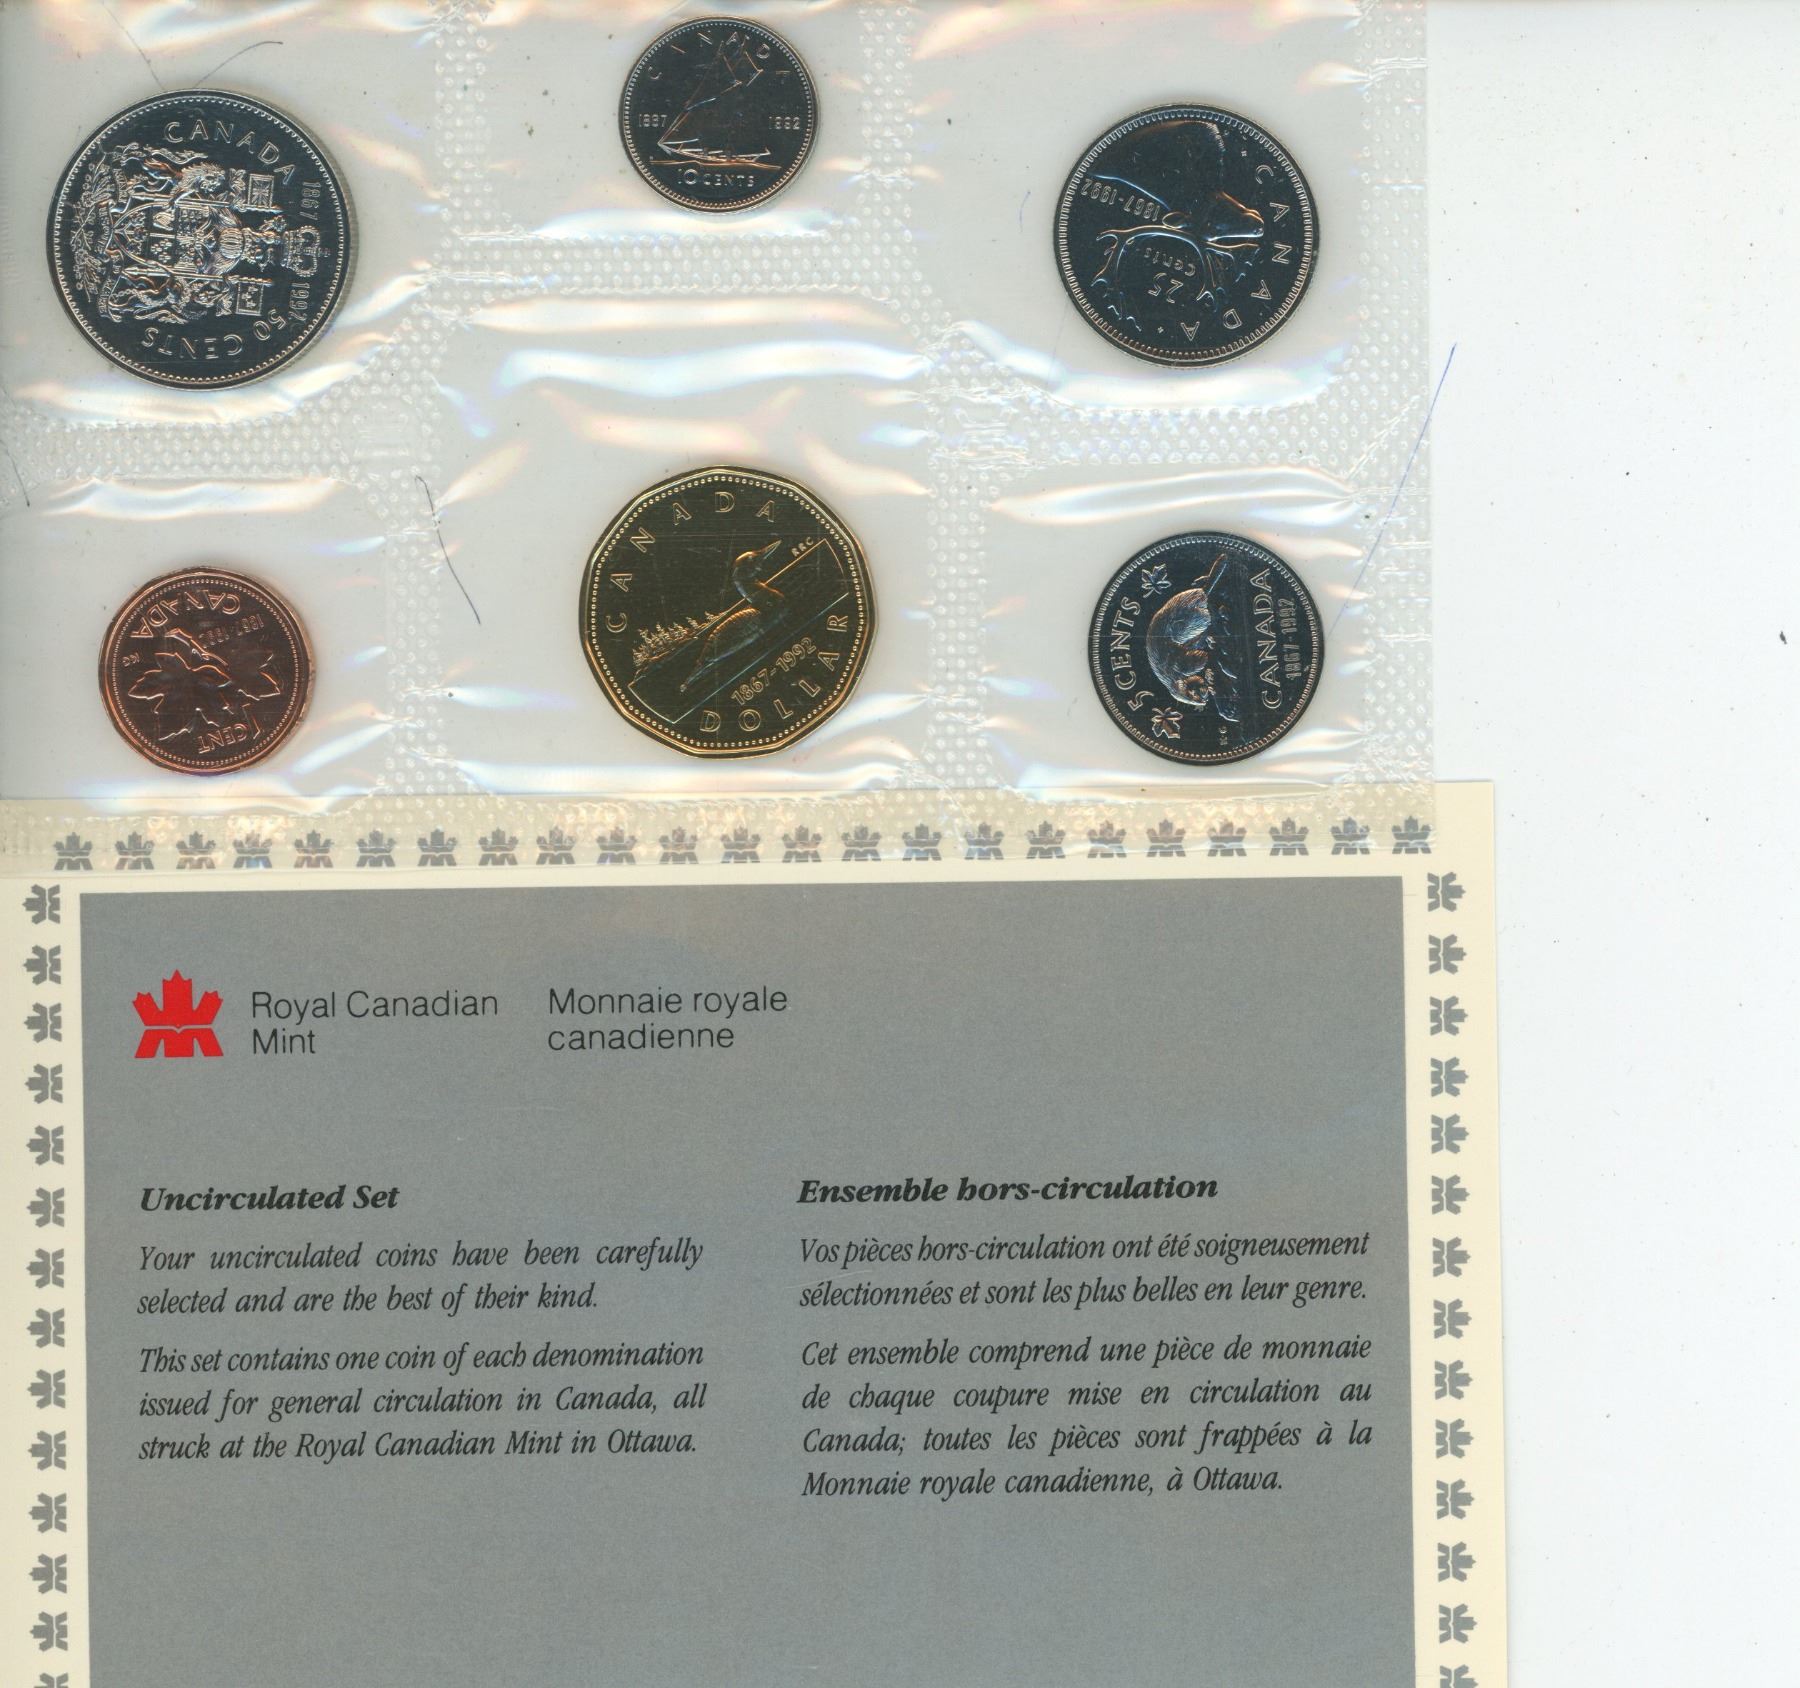 CANADA
1867 1992
50 CENTS
CANADA
1867 1992
10 CENTS
CANADA
1867-1992
25
cents
CANADA
1867-1992
KG
1 CENT
CANADA
RRC
1867-1992
DOLLAR
5 CENTS
KG
CANADA
1867-1992
Royal Canadian
Mint
Monnaie royale
canadienne
Uncirculated Set
Your uncirculated coins have been carefully
selected and are the best of their kind.
This set contains one coin of each denomination
issued for general circulation in Canada, all
struck at the Royal Canadian Mint in Ottawa.
Ensemble hors-circulation
Vos pièces hors-circulation ont été soigneusement
sélectionnées et sont les plus belles en leur genre.
Cet ensemble comprend une pièce de monnaie
de chaque coupure mise en circulation au
Canada; toutes les pièces sont frappées à la
Monnaie royale canadienne, à Ottawa.